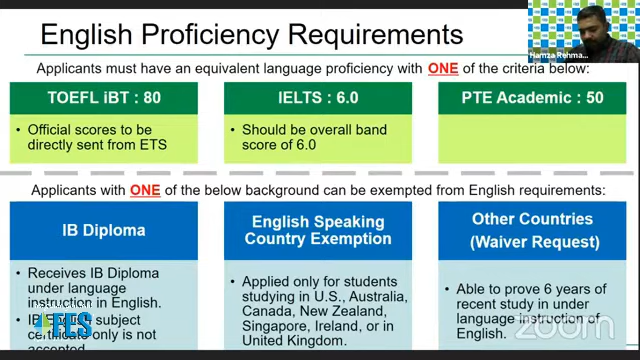 English Proficiency Requirements
Hamza Rehma...
Applicants must have an equivalent language proficiency with ONE of the criteria below:
TOEFL iBT : 80
• Official scores to be
directly sent from ETS
IELTS : 6.0
• Should be overall band
score of 6.0
PTE Academic : 50
Applicants with ONE of the below background can be exempted from English requirements:
IB Diploma
• Receives IB Diploma
under language
instruction in English.
• IB English subject
certificate only is not
accepted
TES
English Speaking
Country Exemption
• Applied only for students
studying in U.S., Australia,
Canada, New Zealand,
Singapore, Ireland, or in
United Kingdom.
Other Countries
(Waiver Request)
• Able to prove 6 years of
recent study in under
language instruction of
English.
zoom